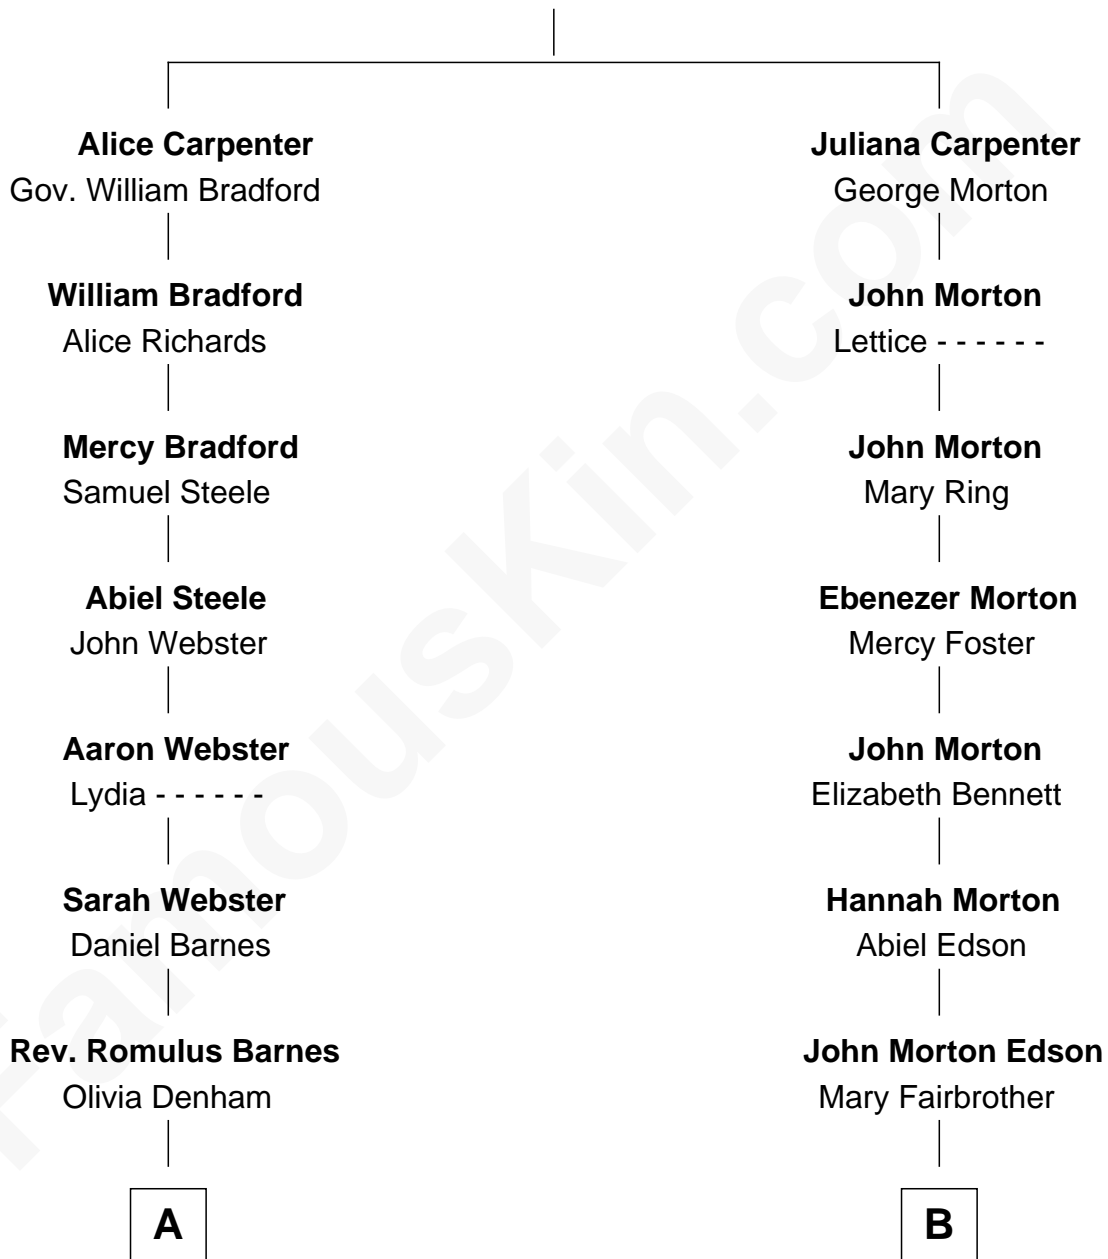 Alice Carpenter
Gov. William Bradford
William Bradford
Alice Richards
Mercy Bradford
Samuel Steele
Abiel Steele
John Webster
Aaron Webster
Lydia - - - - - -
Sarah Webster
Daniel Barnes
Rev. Romulus Barnes
Olivia Denham
A
Juliana Carpenter
George Morton
John Morton
Lettice - - - - - -
John Morton
Mary Ring
Ebenezer Morton
Mercy Foster
John Morton
Elizabeth Bennett
Hannah Morton
Abiel Edson
John Morton Edson
Mary Fairbrother
B
FamousKin.com